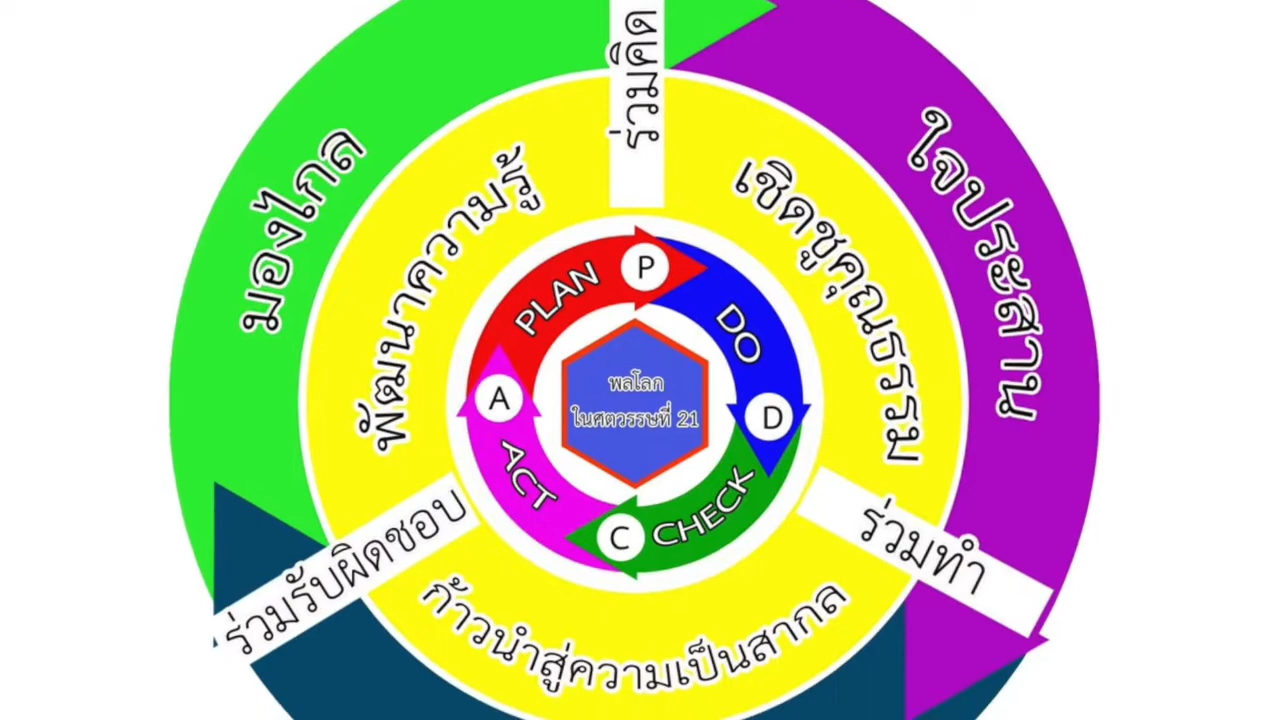 ร่วมคิด
มองไกล
ใจประสาน
พัฒนาความรู้
เชิดชูคุณธรรม
P
PLAN
DO
พลโลก
ในศตวรรษที่ 21
A
D
ACT
CHECK
C
ร่วมรับผิดชอบ
ร่วมทำ
ก้าวนำสู่ความเป็นสากล